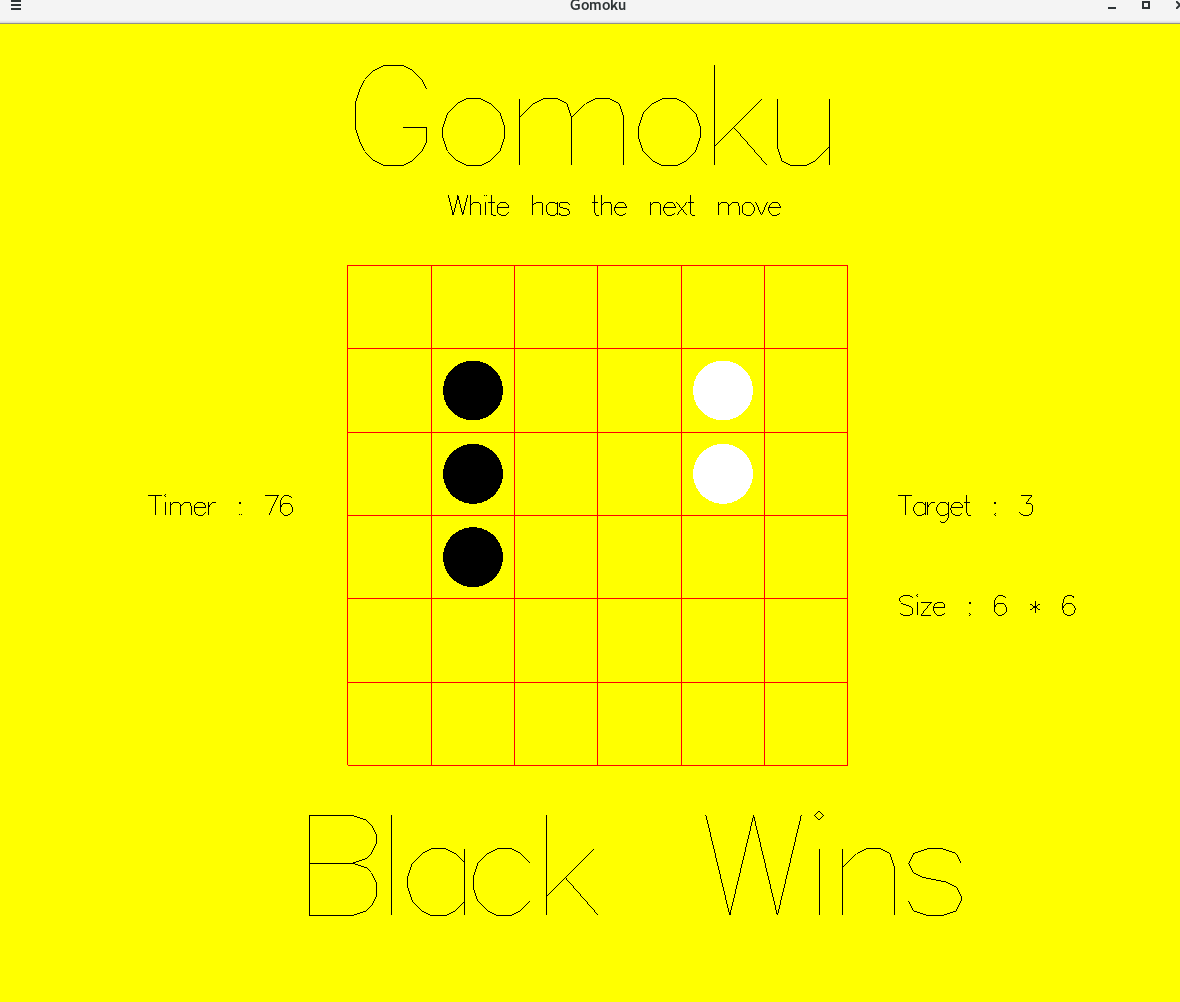 Gomoku
Gomoku
White has the next move
Timer : 76
Target : 3
Size : 6 * 6
Black Wins